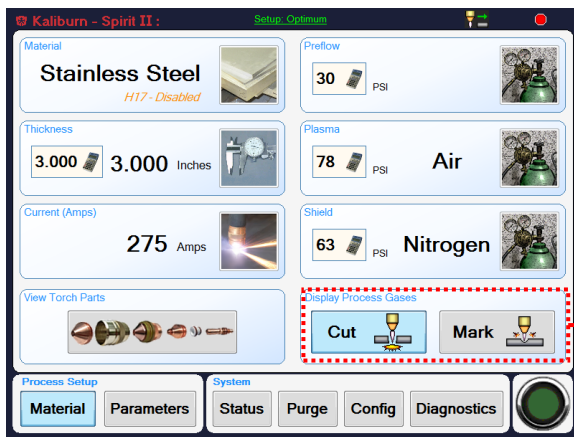 Kaliburn - Spirit II :
Setup: Optimum
Material
Stainless Steel
H17 - Disabled
Preflow
30 PSI
Thickness
3.000 3.000 Inches
Plasma
78 PSI Air
Current (Amps)
275 Amps
Shield
63 PSI Nitrogen
View Torch Parts
Display Process Gases
Cut Mark
Process Setup
Material Parameters
System
Status Purge Config Diagnostics